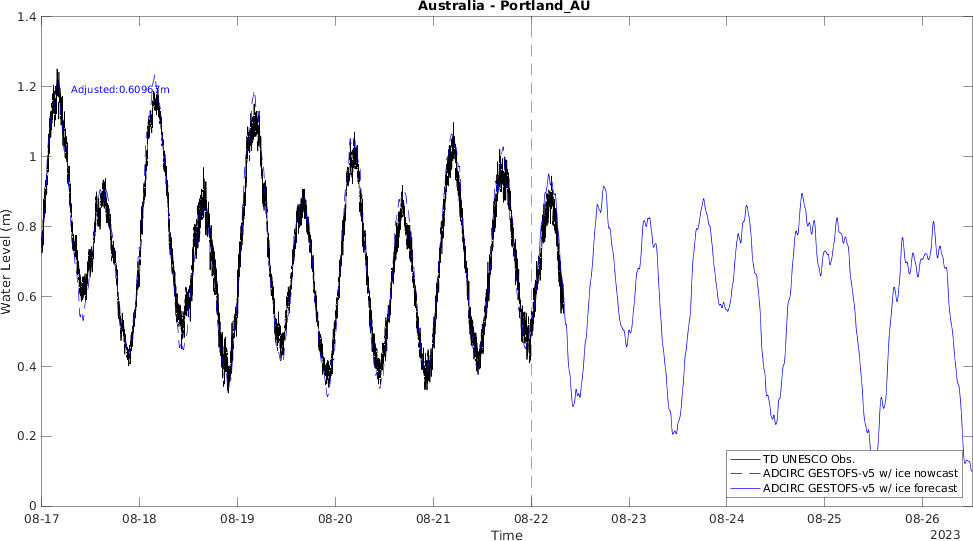 Australia - Portland_AU
1.4
1.2
1
0.8
0.6
0.4
0.2
0
Water Level (m)
Adjusted:0.60967m
TD UNESCO Obs.
ADCIRC GESTOFS-v5 w/ ice nowcast
ADCIRC GESTOFS-v5 w/ ice forecast
08-17 08-18 08-19 08-20 08-21 08-22 08-23 08-24 08-25 08-26
Time
2023